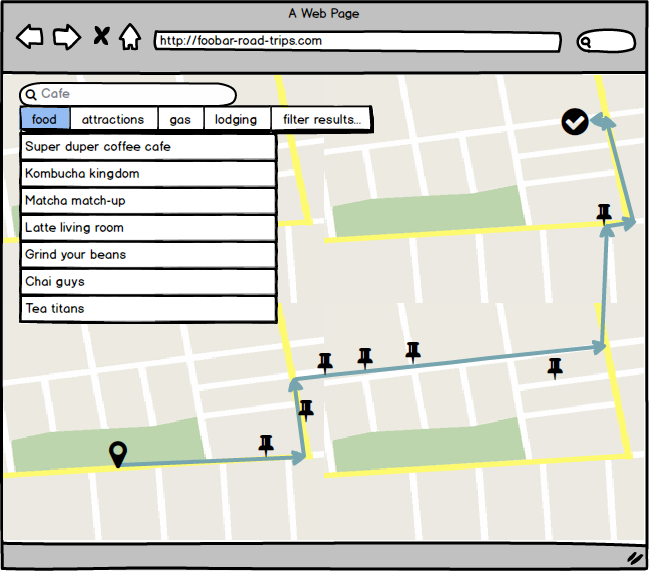 A Web Page
http://foobar-road-trips.com
Cafe
food attractions gas lodging filter results...
Super duper coffee cafe
Kombucha kingdom
Matcha match-up
Latte living room
Grind your beans
Chai guys
Tea titans